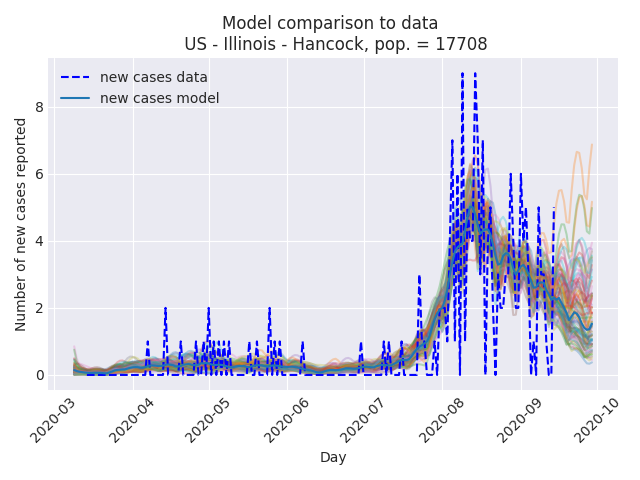 Model comparison to data
US - Illinois - Hancock, pop. = 17708
new cases data
new cases model
Number of new cases reported
8
6
4
2
0
2020-03
2020-04
2020-05
2020-06
2020-07
2020-08
2020-09
2020-10
Day